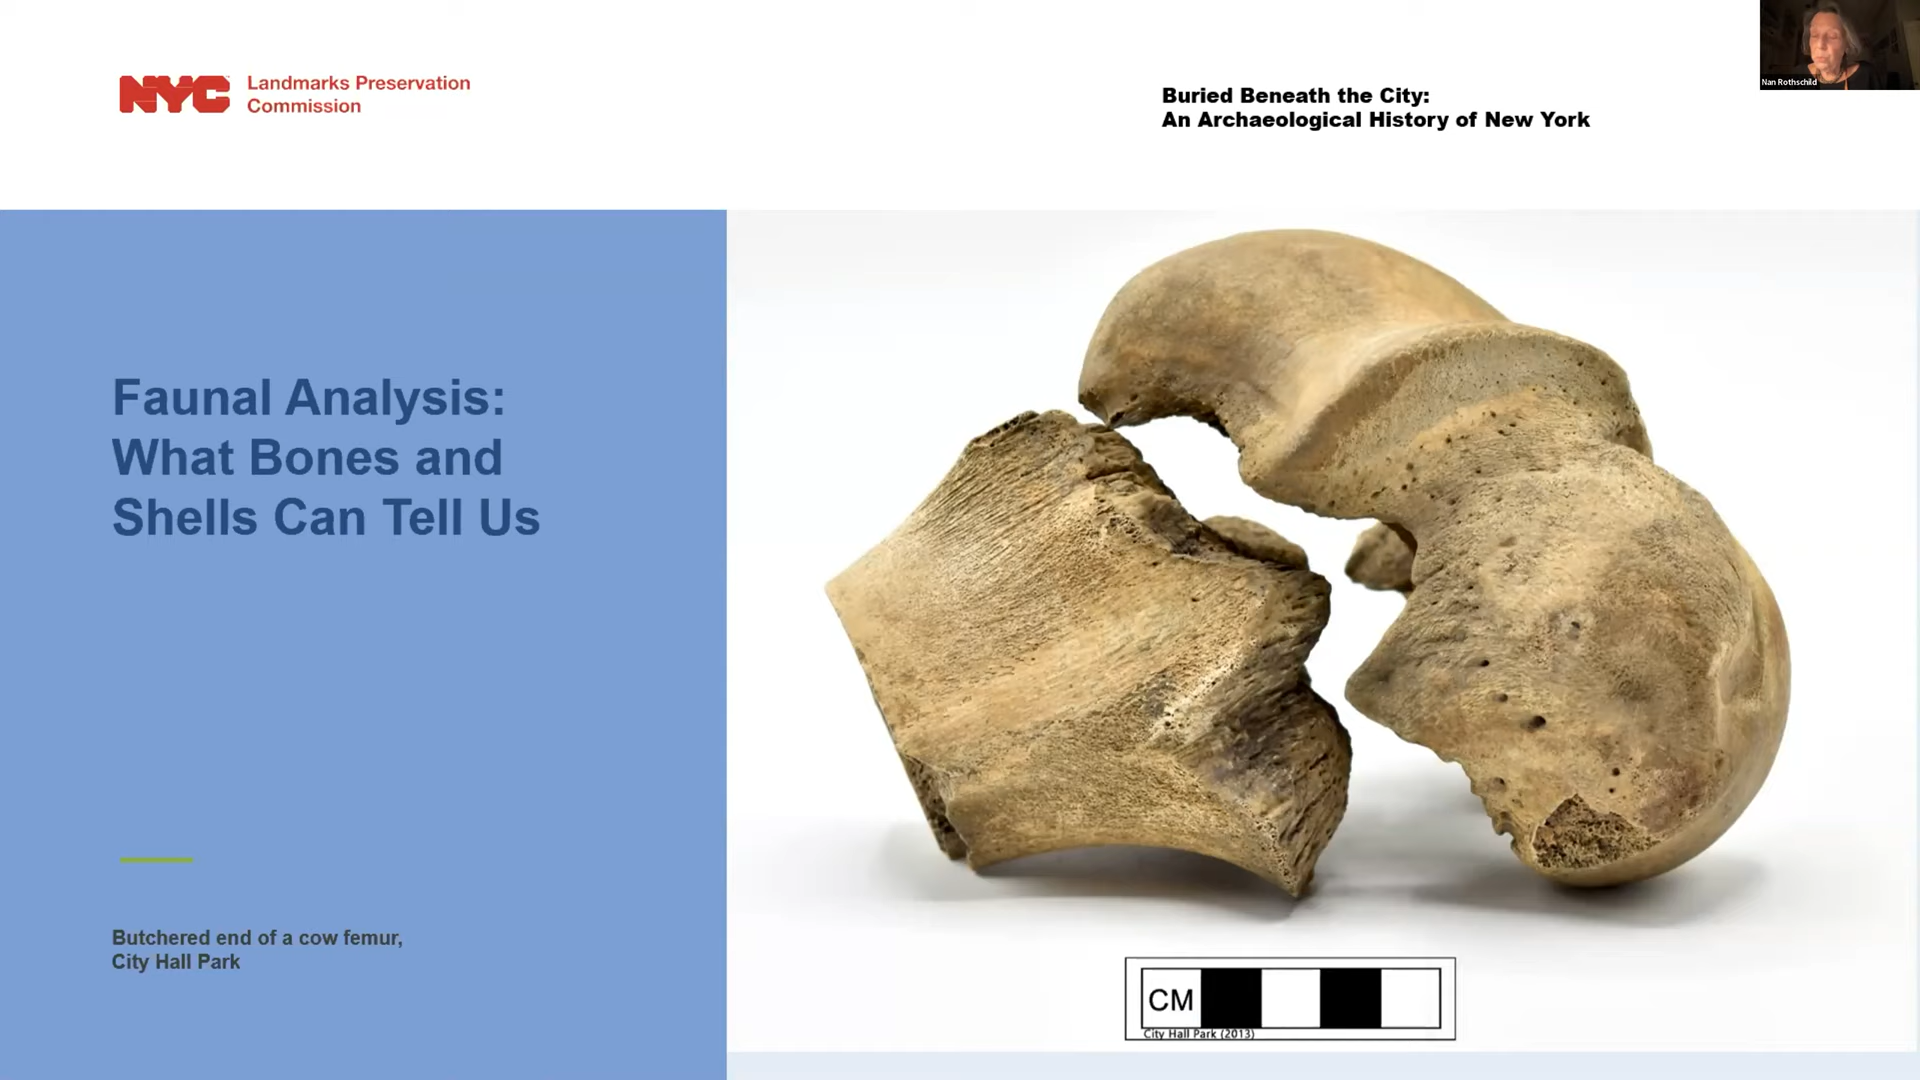 NYC Landmarks Preservation
Commission
Buried Beneath the City:
An Archaeological History of New York
Nan Rothschild
Faunal Analysis:
What Bones and
Shells Can Tell Us
Butchered end of a cow femur,
City Hall Park
CM
City Hall Park (2013)